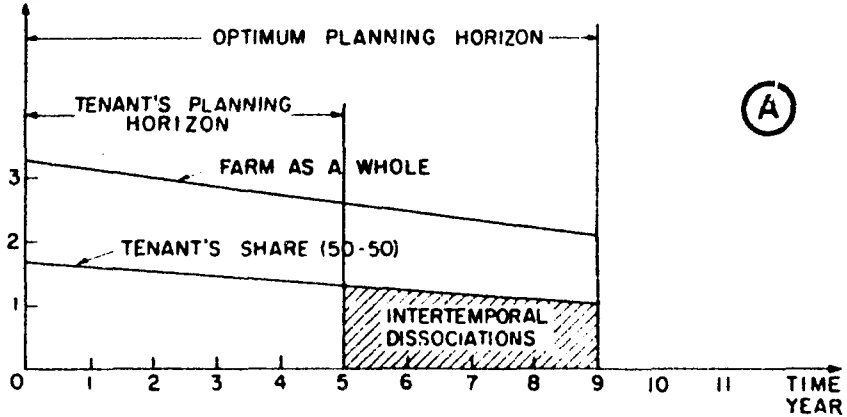 OPTIMUM PLANNING HORIZON
TENANT'S PLANNING
HORIZON
A
FARM AS A WHOLE
3
2
TENANT'S SHARE (50-50)
1
INTERTEMPORAL
DISSOCIATIONS
0 1 2 3 4 5 6 7 8 9 10 11 TIME
YEAR